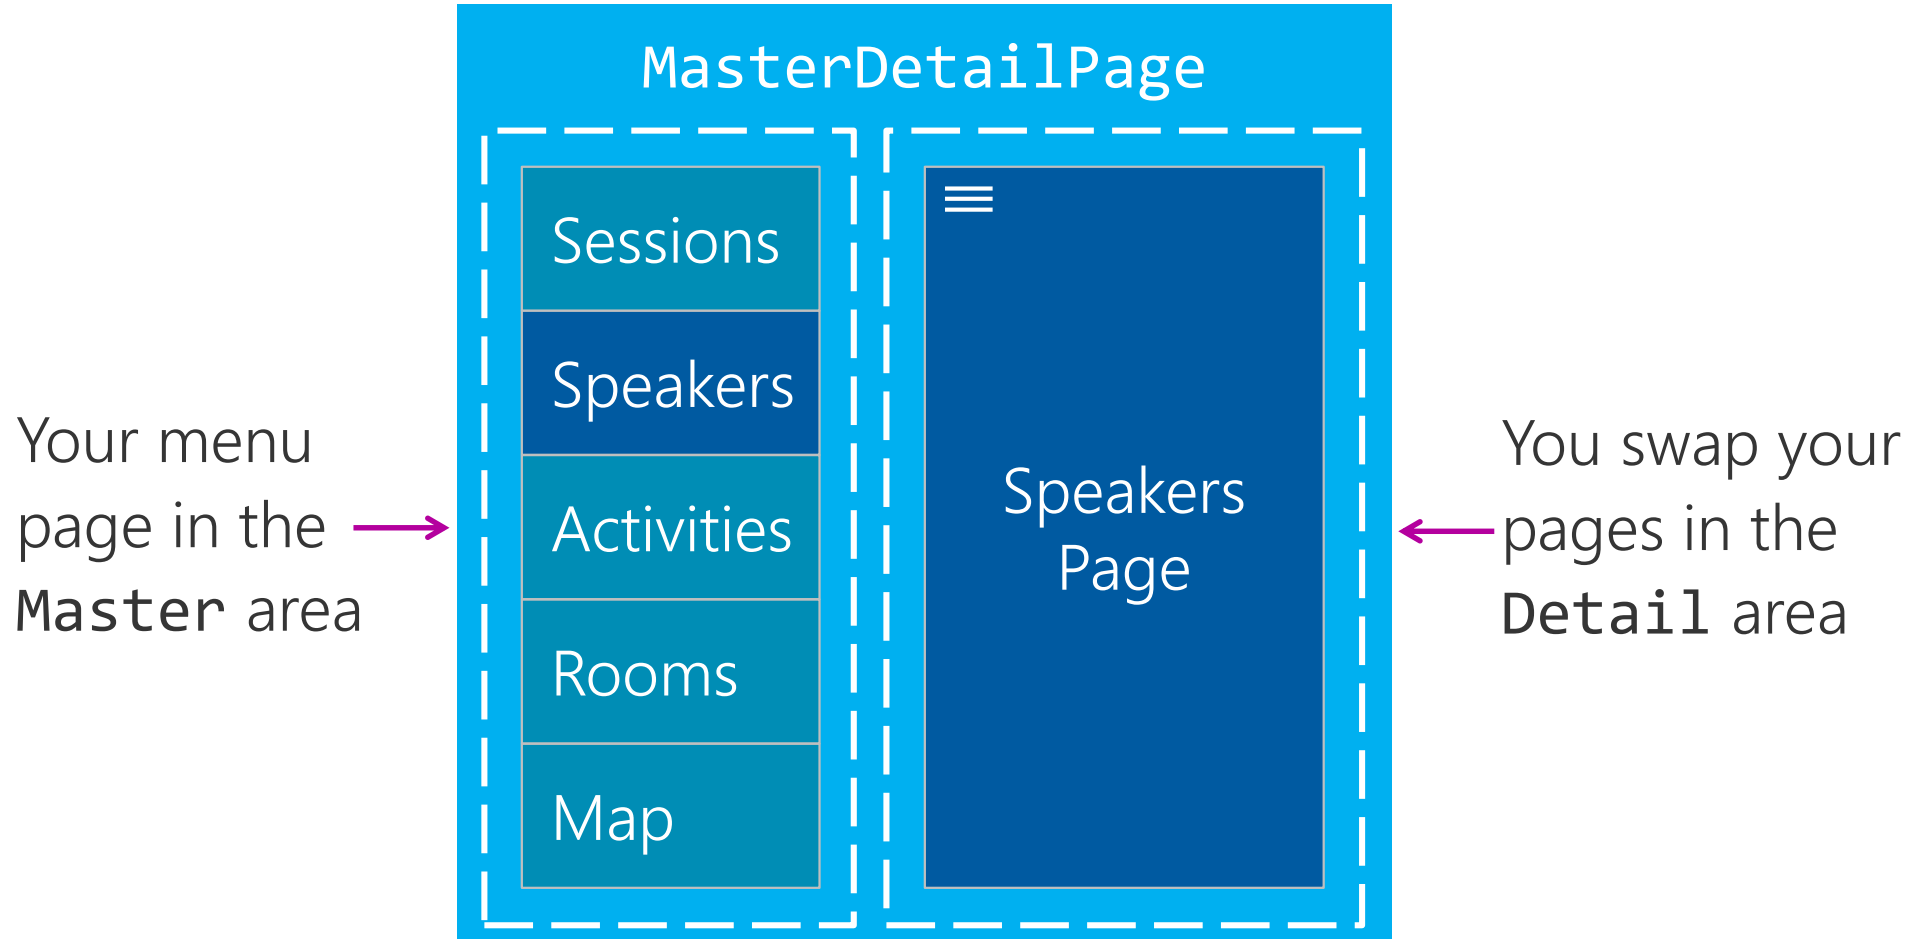 MasterDetailPage
Your menu
page in the
Master area
Sessions
Speakers
Activities
Rooms
Map
Speakers
Page
You swap your
pages in the
Detail area